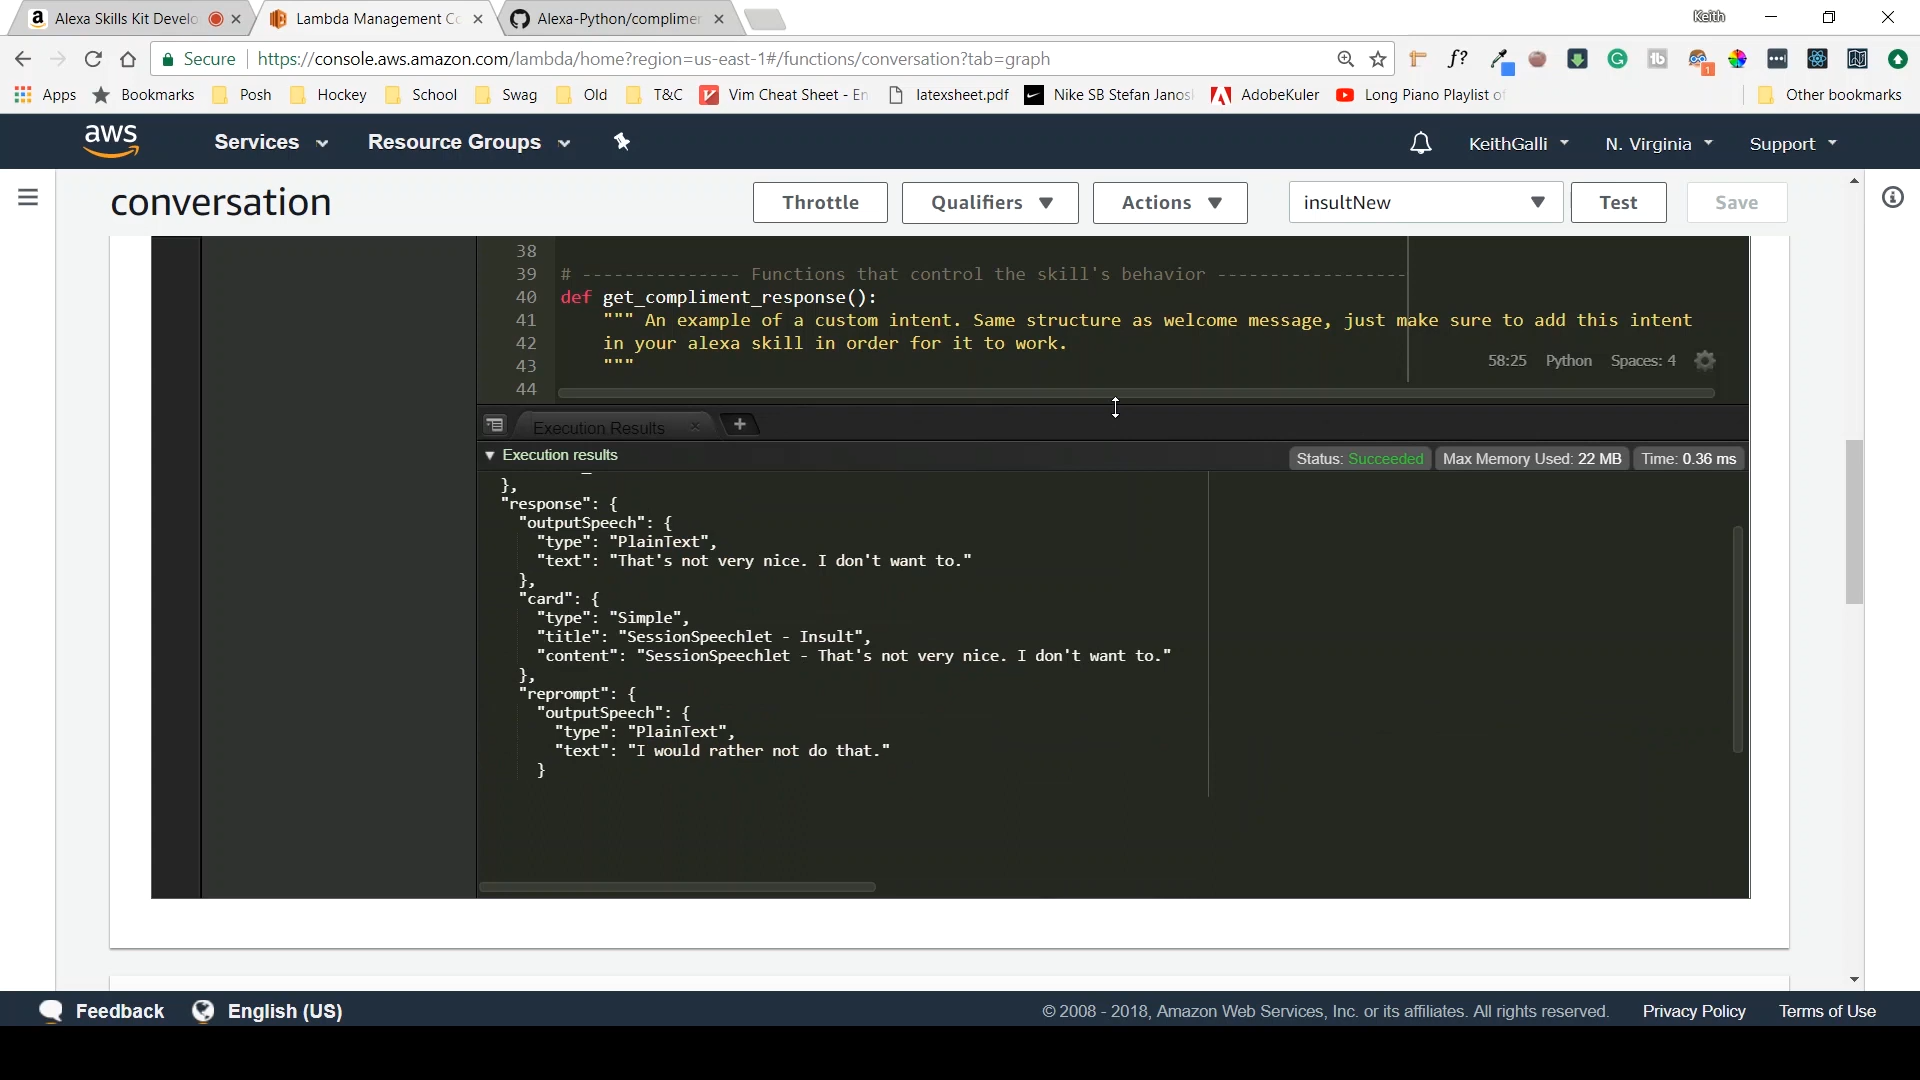 Alexa Skills Kit Develo
Lambda Management Co
Alexa-Python/complimen
Keith
Secure
https://console.aws.amazon.com/lambda/home?region=us-east-1#/functions/conversation?tab=graph
Apps
Bookmarks
Posh
Hockey
School
Swag
Old
T&C
Vim Cheat Sheet - En
latexsheet.pdf
Nike SB Stefan Janosk
AdobeKuler
Long Piano Playlist of
Other bookmarks
aws
Services
Resource Groups
KeithGalli
N. Virginia
Support
conversation
Throttle
Qualifiers
Actions
insultNew
Test
Save
38
39 # --------------- Functions that control the skill's behavior ------------------
40 def get_compliment_response():
41 """ An example of a custom intent. Same structure as welcome message, just make sure to add this intent
42 in your alexa skill in order for it to work.
43 """
44
58:25 Python Spaces: 4
Execution Results
Execution results
Status: Succeeded
Max Memory Used: 22 MB
Time: 0.36 ms
},
"response": {
"outputSpeech": {
"type": "PlainText",
"text": "That's not very nice. I don't want to."
},
"card": {
"type": "Simple",
"title": "SessionSpeechlet - Insult",
"content": "SessionSpeechlet - That's not very nice. I don't want to."
},
"reprompt": {
"outputSpeech": {
"type": "PlainText",
"text": "I would rather not do that."
}
Feedback
English (US)
© 2008 - 2018, Amazon Web Services, Inc. or its affiliates. All rights reserved.
Privacy Policy
Terms of Use